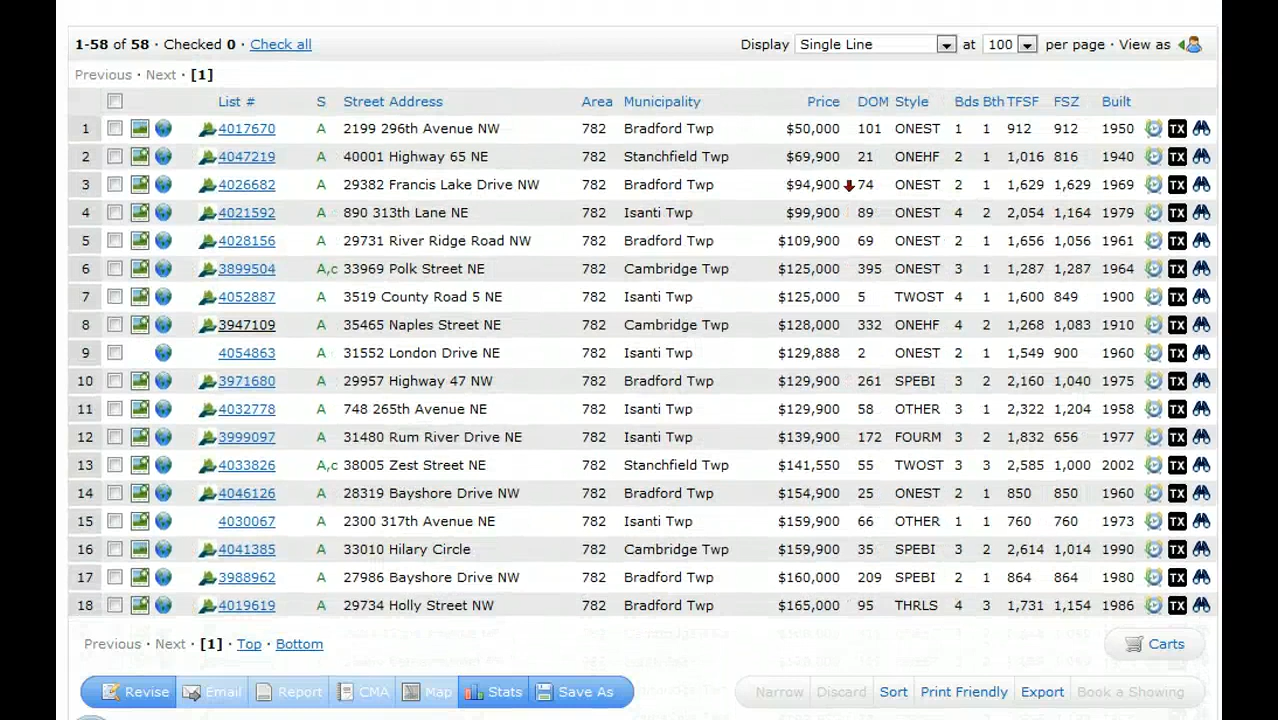 1-58 of 58 · Checked 0 · Check all Display Single Line at 100 per page · View as
Previous · Next · [1]
List # S Street Address Area Municipality Price DOM Style Bds Bth TFSF FSZ Built
1 4017670 A 2199 296th Avenue NW 782 Bradford Twp $50,000 101 ONEST 1 1 912 912 1950 TX
2 4047219 A 40001 Highway 65 NE 782 Stanchfield Twp $69,900 21 ONEHF 2 1 1,016 816 1940 TX
3 4026682 A 29382 Francis Lake Drive NW 782 Bradford Twp $94,900 74 ONEST 2 1 1,629 1,629 1969 TX
4 4021592 A 890 313th Lane NE 782 Isanti Twp $99,900 89 ONEST 4 2 2,054 1,164 1979 TX
5 4028156 A 29731 River Ridge Road NW 782 Bradford Twp $109,900 69 ONEST 2 1 1,656 1,056 1961 TX
6 3899504 A,c 33969 Polk Street NE 782 Cambridge Twp $125,000 395 ONEST 3 1 1,287 1,287 1964 TX
7 4052887 A 3519 County Road 5 NE 782 Isanti Twp $125,000 5 TWOST 4 1 1,600 849 1900 TX
8 3947109 A 35465 Naples Street NE 782 Cambridge Twp $128,000 332 ONEHF 4 2 1,268 1,083 1910 TX
9 4054863 A 31552 London Drive NE 782 Isanti Twp $129,888 2 ONEST 2 1 1,549 900 1960 TX
10 3971680 A 29957 Highway 47 NW 782 Bradford Twp $129,900 261 SPEBI 3 2 2,160 1,040 1975 TX
11 4032778 A 748 265th Avenue NE 782 Isanti Twp $129,900 58 OTHER 3 1 2,322 1,204 1958 TX
12 3999097 A 31480 Rum River Drive NE 782 Bradford Twp $139,900 172 FOURM 3 2 1,832 656 1977 TX
13 4033826 A,c 38005 Zest Street NE 782 Stanchfield Twp $141,550 55 TWOST 3 3 2,585 1,000 2002 TX
14 4046126 A 28319 Bayshore Drive NW 782 Bradford Twp $154,900 25 ONEST 2 1 850 850 1960 TX
15 4030067 A 2300 317th Avenue NE 782 Isanti Twp $159,900 66 OTHER 1 1 760 760 1973 TX
16 4041385 A 33010 Hilary Circle 782 Cambridge Twp $159,900 35 SPEBI 3 2 2,614 1,014 1990 TX
17 3988962 A 27986 Bayshore Drive NW 782 Bradford Twp $160,000 209 SPEBI 2 1 864 864 1980 TX
18 4019619 A 29734 Holly Street NW 782 Bradford Twp $165,000 95 THRLS 4 3 1,731 1,154 1986 TX
Previous · Next · [1] · Top · Bottom Carts
Revise Email Report CMA Map Stats Save As Narrow Discard Sort Print Friendly Export Book a Showing